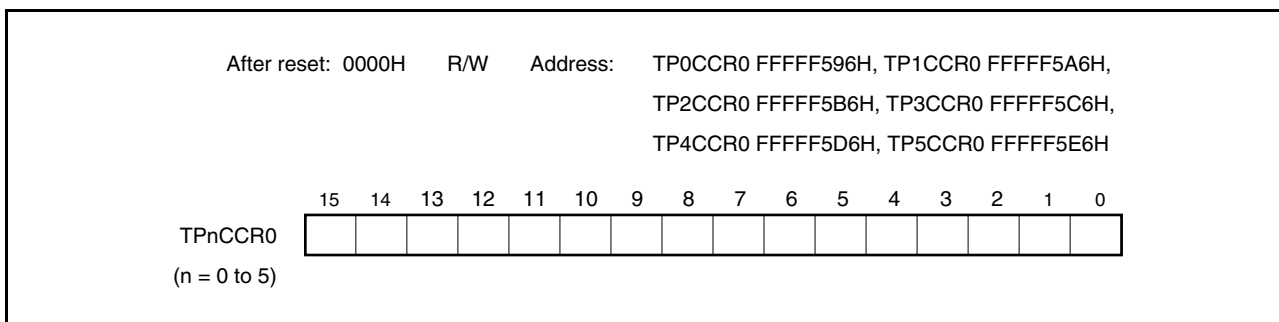 After reset: 0000H R/W Address: TP0CCR0 FFFFF596H, TP1CCR0 FFFFF5A6H,
TP2CCR0 FFFFF5B6H, TP3CCR0 FFFFF5C6H,
TP4CCR0 FFFFF5D6H, TP5CCR0 FFFFF5E6H
15 14 13 12 11 10 9 8 7 6 5 4 3 2 1 0
TPnCCR0
(n = 0 to 5)